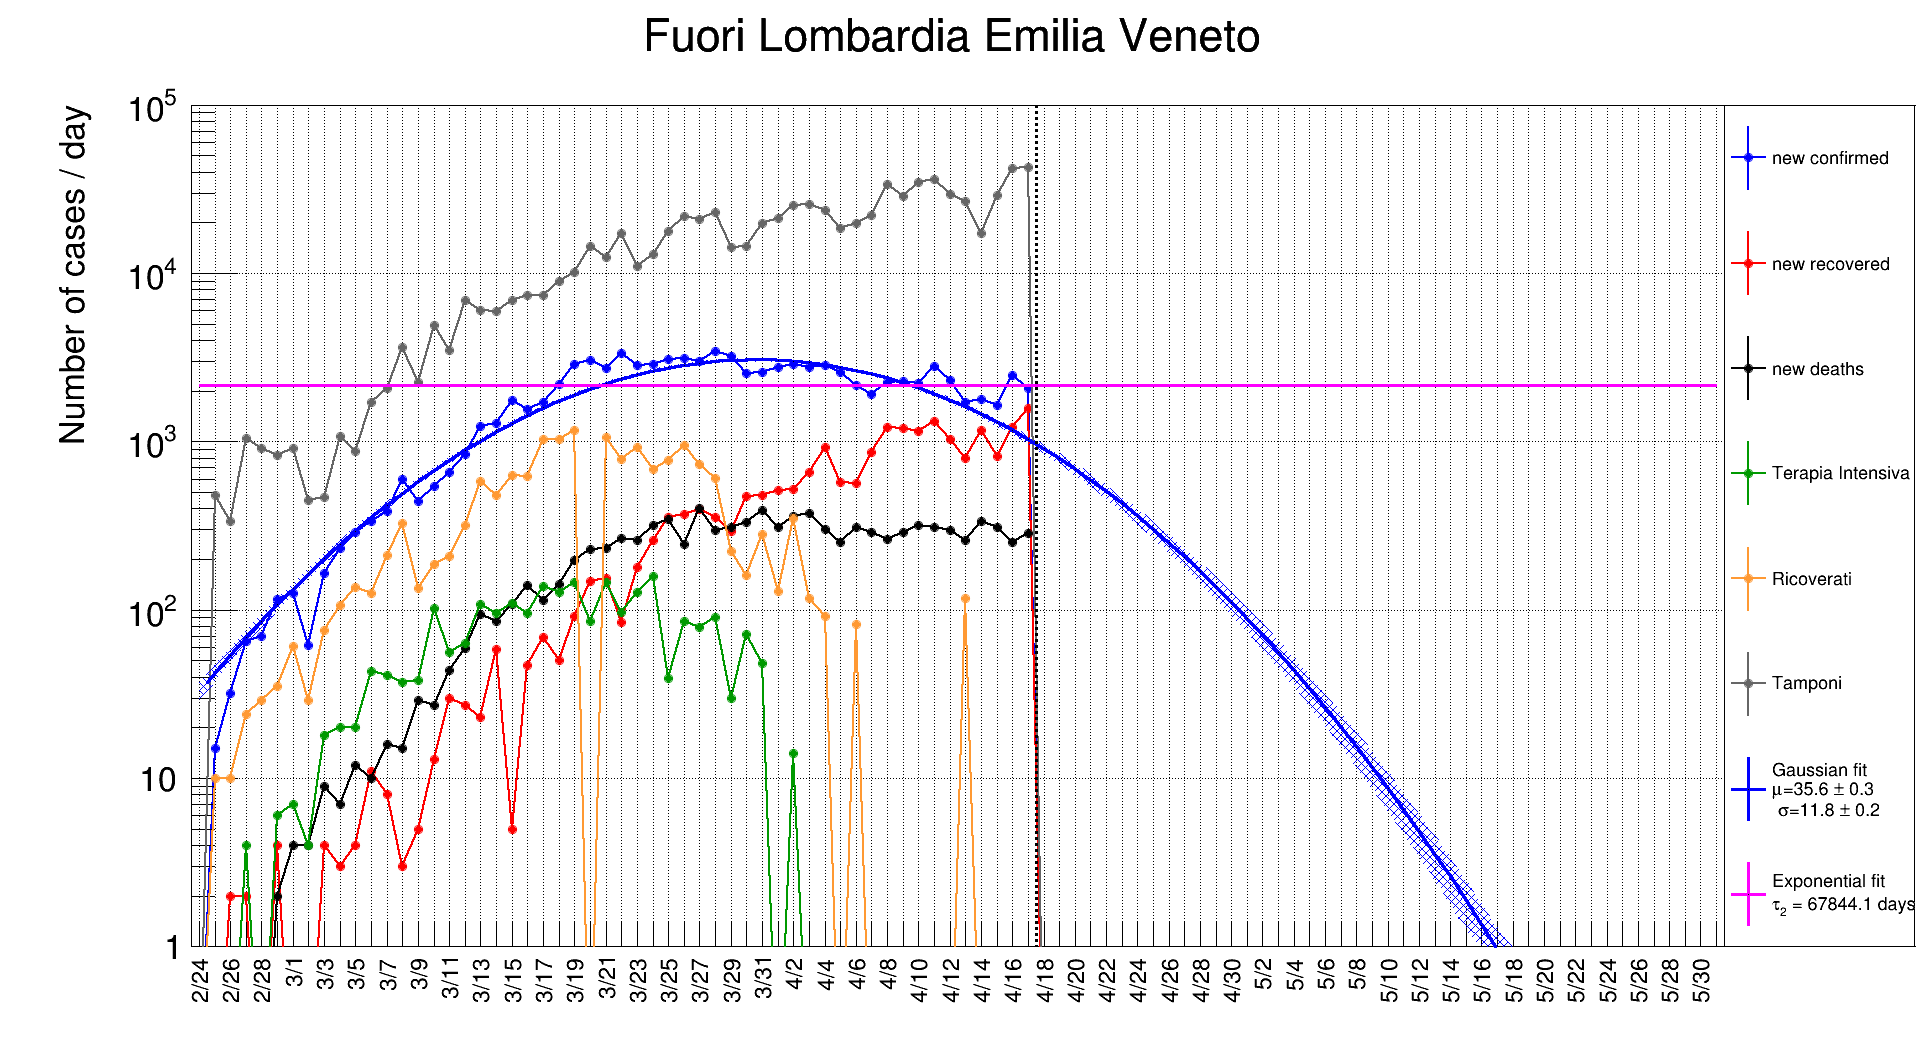 Fuori Lombardia Emilia Veneto
Number of cases / day
10^5
10^4
10^3
10^2
10
1
2/24 2/26 2/28 3/1 3/3 3/5 3/7 3/9 3/11 3/13 3/15 3/17 3/19 3/21 3/23 3/25 3/27 3/29 3/31 4/2 4/4 4/6 4/8 4/10 4/12 4/14 4/16 4/18 4/20 4/22 4/24 4/26 4/28 4/30 5/2 5/4 5/6 5/8 5/10 5/12 5/14 5/16 5/18 5/20 5/22 5/24 5/26 5/28 5/30
new confirmed
new recovered
new deaths
Terapia Intensiva
Ricoverati
Tamponi
Gaussian fit
μ=35.6 ± 0.3
σ=11.8 ± 0.2
Exponential fit
τ₂ = 67844.1 days